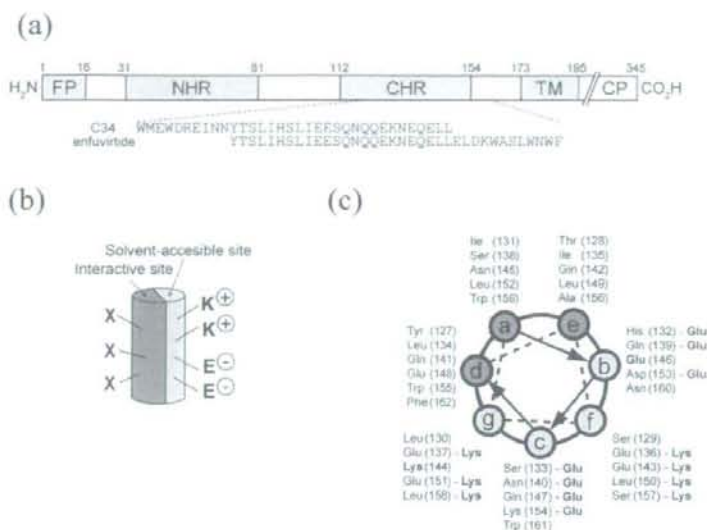 (a)
1 16 31 81 112 154 173 195 345
H₂N FP NHR CHR TM CP CO₂H
C34 WMEWDREINNYTSLIHSLIEESQNQQEKNEQELL
enfuvirtide YTSLIHSLIEESQNQQEKNEQELLELDKWASLWNWF
(b)
Solvent-accesible site
Interactive site
X K ⊕
X K ⊕
X E ⊖
E ⊖
(c)
Ile (131)
Ser (138)
Asn (145)
Leu (152)
Trp (156)
Thr (128)
Ile (135)
Gln (142)
Leu (149)
Ala (156)
Tyr (127)
Leu (134)
Gln (141)
Glu (148)
Trp (155)
Phe (162)
His (132) - Glu
Gln (139) - Glu
Glu (146)
Asp (153) - Glu
Asn (160)
a e d b g c f
Leu (130)
Glu (137) - Lys
Lys (144)
Glu (151) - Lys
Leu (158) - Lys
Ser (133) - Glu
Asn (140) - Glu
Gln (147) - Glu
Lys (154) - Glu
Trp (161)
Ser (129)
Glu (136) - Lys
Glu (143) - Lys
Leu (150) - Lys
Ser (157) - Lys